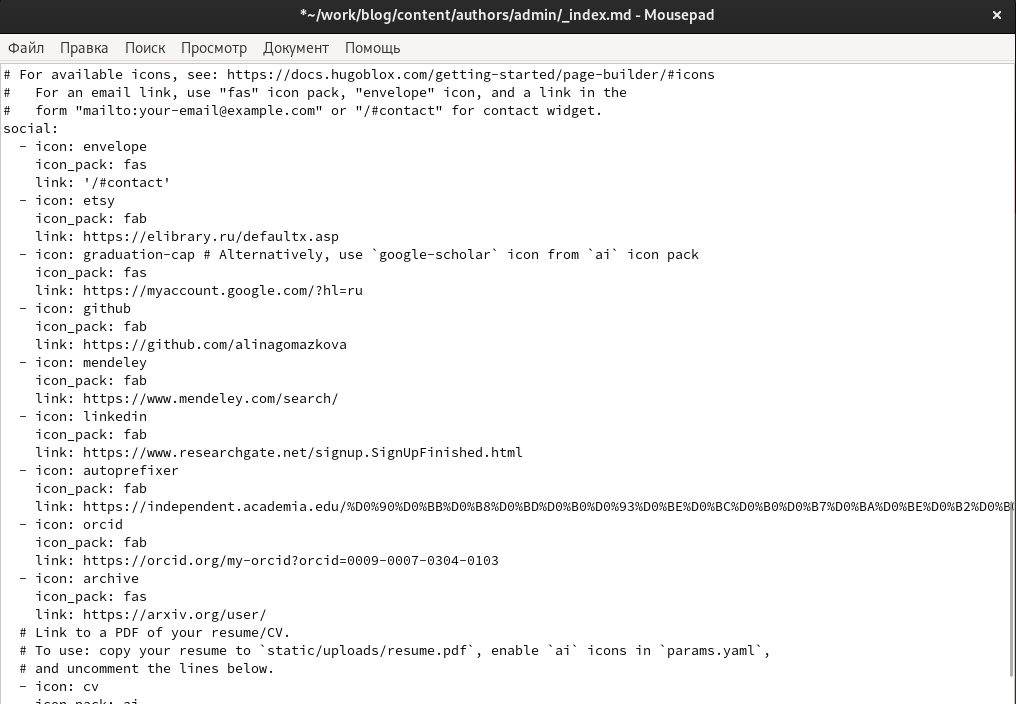 *~/work/blog/content/authors/admin/_index.md - Mousepad
×
Файл Правка Поиск Просмотр Документ Помощь
# For available icons, see: https://docs.hugoblox.com/getting-started/page-builder/#icons
#   For an email link, use "fas" icon pack, "envelope" icon, and a link in the
#   form "mailto:your-email@example.com" or "/#contact" for contact widget.
social:
  - icon: envelope
    icon_pack: fas
    link: '/#contact'
  - icon: etsy
    icon_pack: fab
    link: https://elibrary.ru/defaultx.asp
  - icon: graduation-cap # Alternatively, use `google-scholar` icon from `ai` icon pack
    icon_pack: fas
    link: https://myaccount.google.com/?hl=ru
  - icon: github
    icon_pack: fab
    link: https://github.com/alinagomazkova
  - icon: mendeley
    icon_pack: fab
    link: https://www.mendeley.com/search/
  - icon: linkedin
    icon_pack: fab
    link: https://www.researchgate.net/signup.SignUpFinished.html
  - icon: autoprefixer
    icon_pack: fab
    link: https://independent.academia.edu/%D0%90%D0%BB%D0%B8%D0%BD%D0%B0%D0%93%D0%BE%D0%BC%D0%B0%D0%B7%D0%BA%D0%BE%D0%B2%D0%B0
  - icon: orcid
    icon_pack: fab
    link: https://orcid.org/my-orcid?orcid=0009-0007-0304-0103
  - icon: archive
    icon_pack: fas
    link: https://arxiv.org/user/
  # Link to a PDF of your resume/CV.
  # To use: copy your resume to `static/uploads/resume.pdf`, enable `ai` icons in `params.yaml`,
  # and uncomment the lines below.
  - icon: cv
    icon_pack: ai